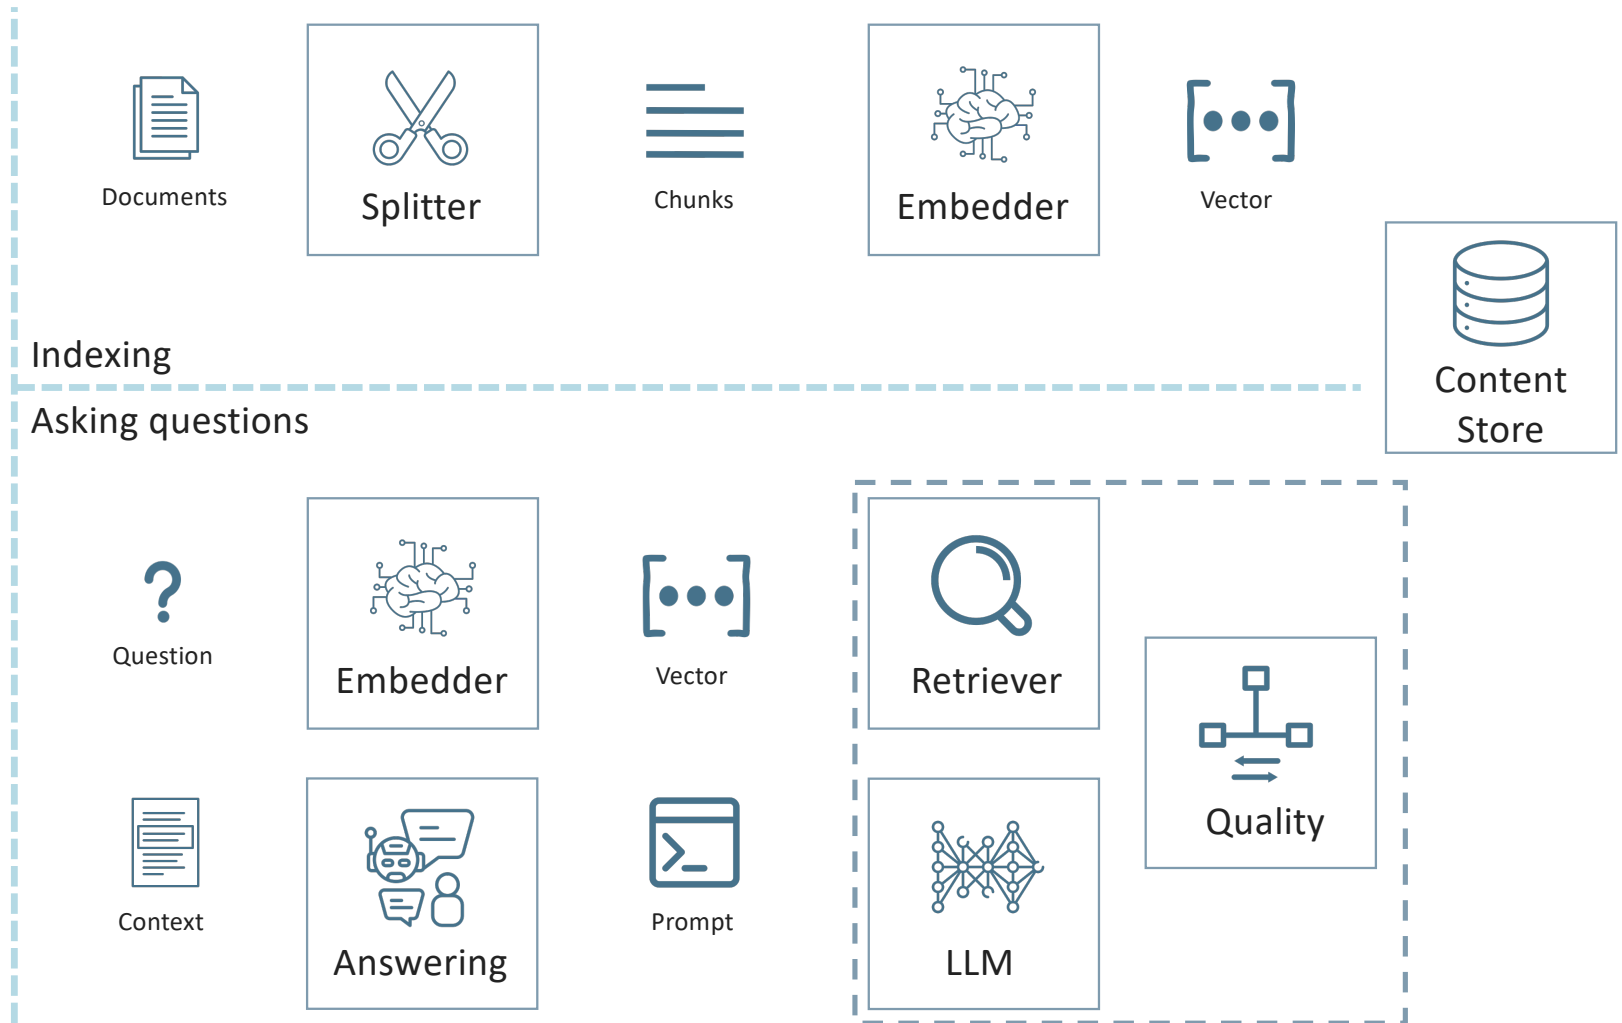 Documents
Splitter
Chunks
Embedder
Vector
Content
Store
Indexing
Asking questions
Question
Embedder
Vector
Retriever
Quality
Context
Answering
Prompt
LLM